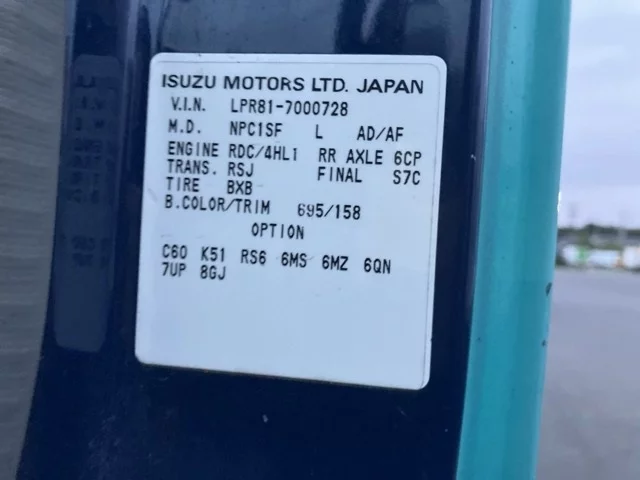 ISUZU MOTORS LTD. JAPAN
V.I.N. LPR81-7000728
M.D. NPC1SF L AD/AF
ENGINE RDC/4HL1 RR AXLE 6CP
TRANS. RSJ FINAL S7C
TIRE BXB
B.COLOR/TRIM 695/158
OPTION
C60 K51 RS6 6MS 6MZ 6QN
7UP 8GJ